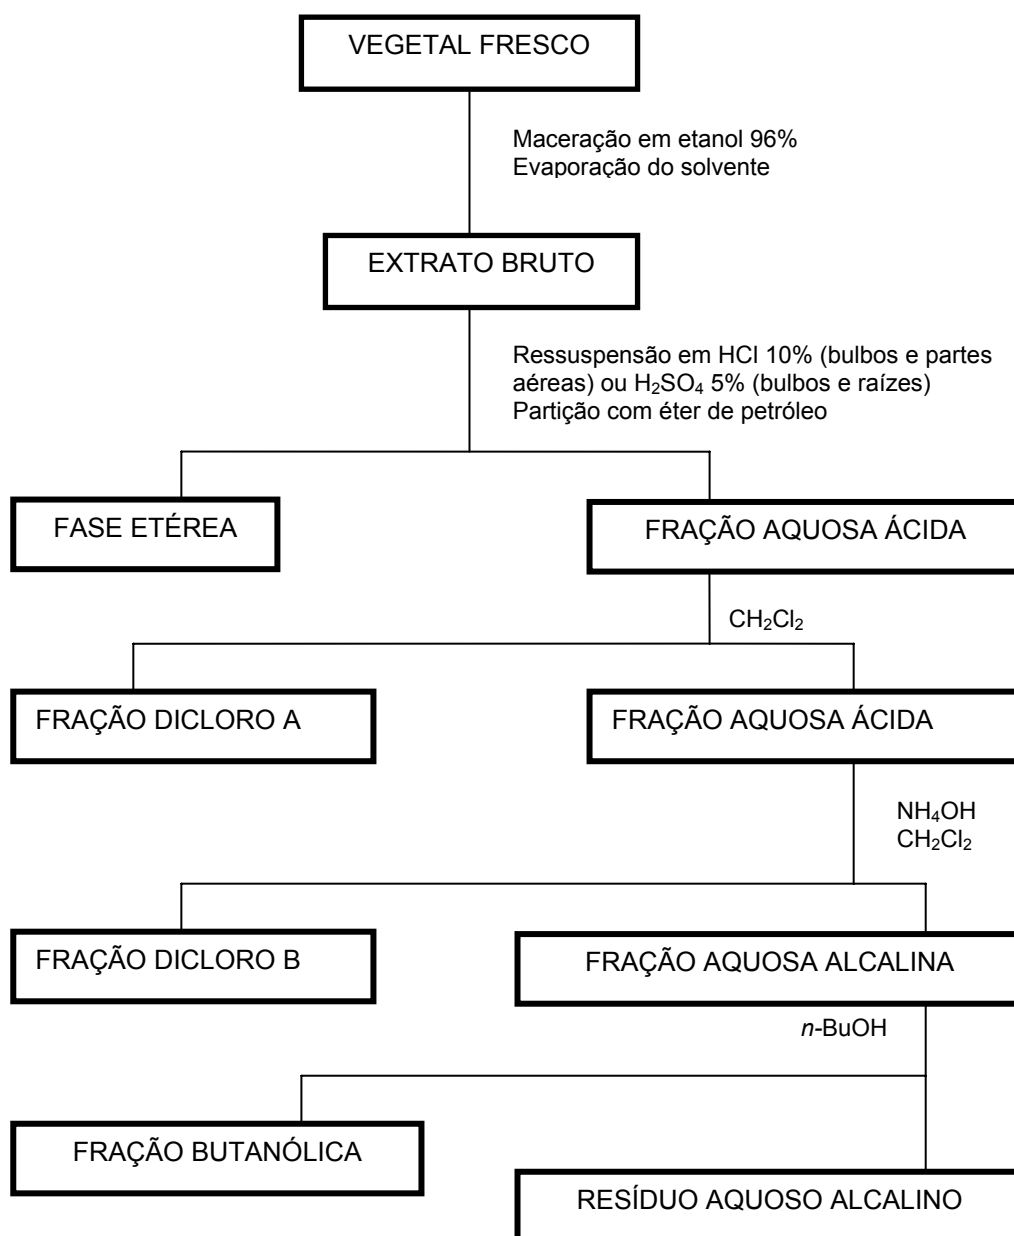 VEGETAL FRESCO
Maceração em etanol 96%
Evaporação do solvente
EXTRATO BRUTO
Ressuspensão em HCl 10% (bulbos e partes
aéreas) ou H₂SO₄ 5% (bulbos e raízes)
Partição com éter de petróleo
FASE ETÉREA
FRAÇÃO AQUOSA ÁCIDA
CH₂Cl₂
FRAÇÃO DICLORO A
FRAÇÃO AQUOSA ÁCIDA
NH₄OH
CH₂Cl₂
FRAÇÃO DICLORO B
FRAÇÃO AQUOSA ALCALINA
n-BuOH
FRAÇÃO BUTANÓLICA
RESÍDUO AQUOSO ALCALINO